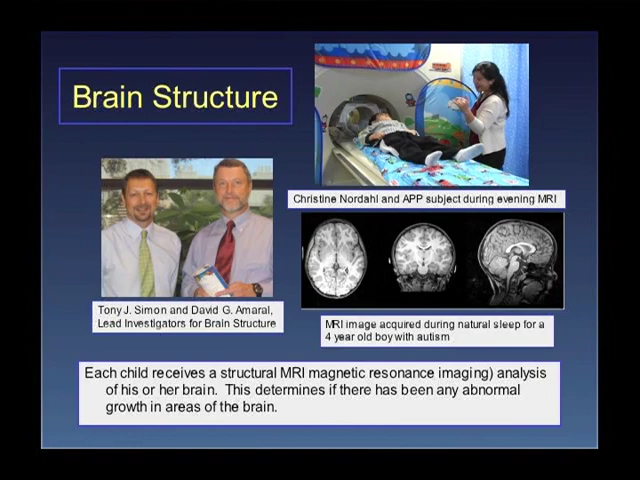 Brain Structure
Christine Nordahl and APP subject during evening MRI
Tony J. Simon and David G. Amaral,
Lead Investigators for Brain Structure
MRI image acquired during natural sleep for a
4 year old boy with autism
Each child receives a structural MRI magnetic resonance imaging) analysis
of his or her brain. This determines if there has been any abnormal
growth in areas of the brain.